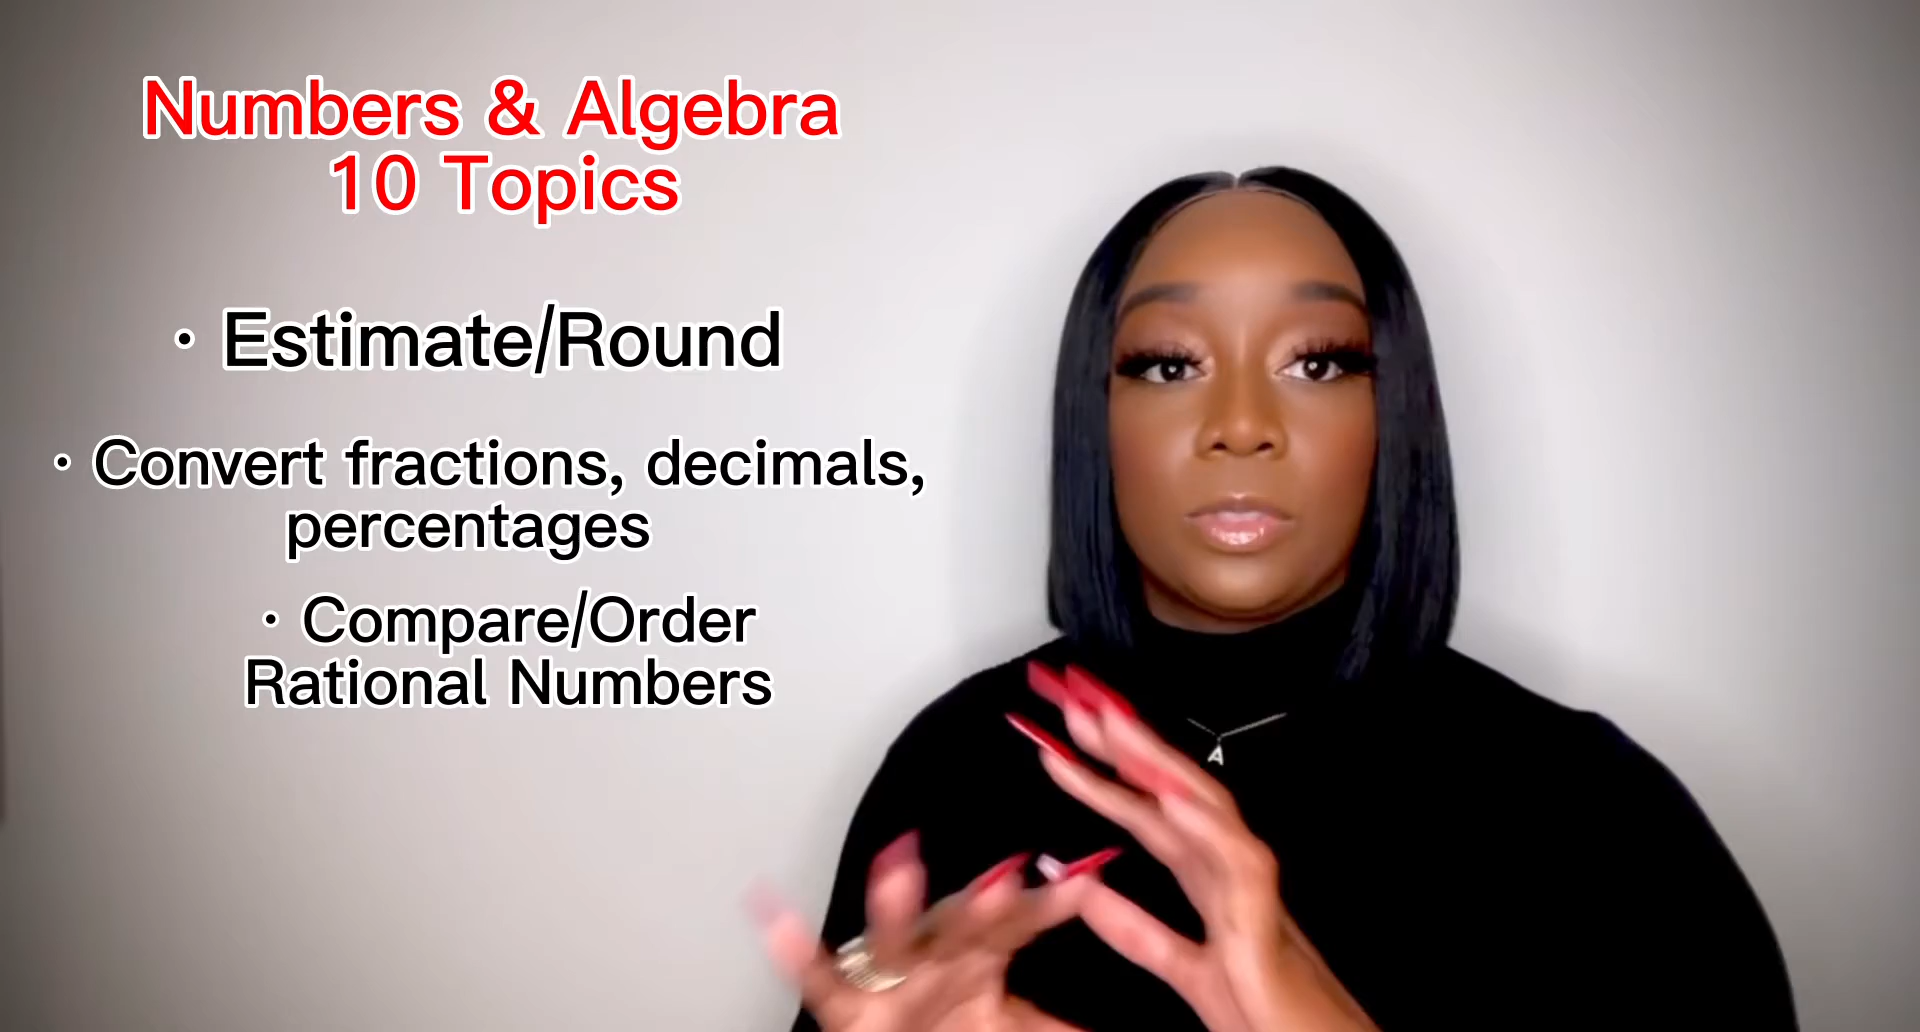 Numbers & Algebra
10 Topics
• Estimate/Round
• Convert fractions, decimals,
percentages
• Compare/Order
Rational Numbers
A